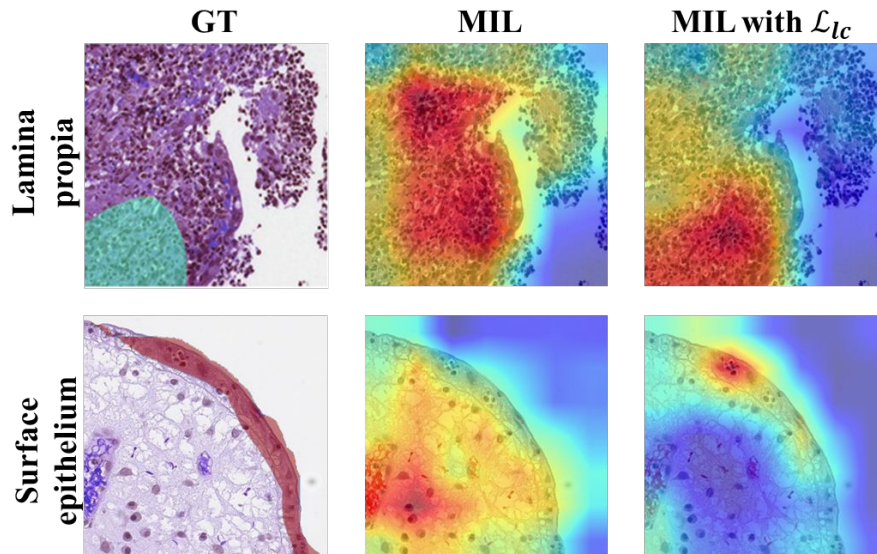 GT
MIL
MIL with ℒ_lc
Lamina
propia
Surface
epithelium